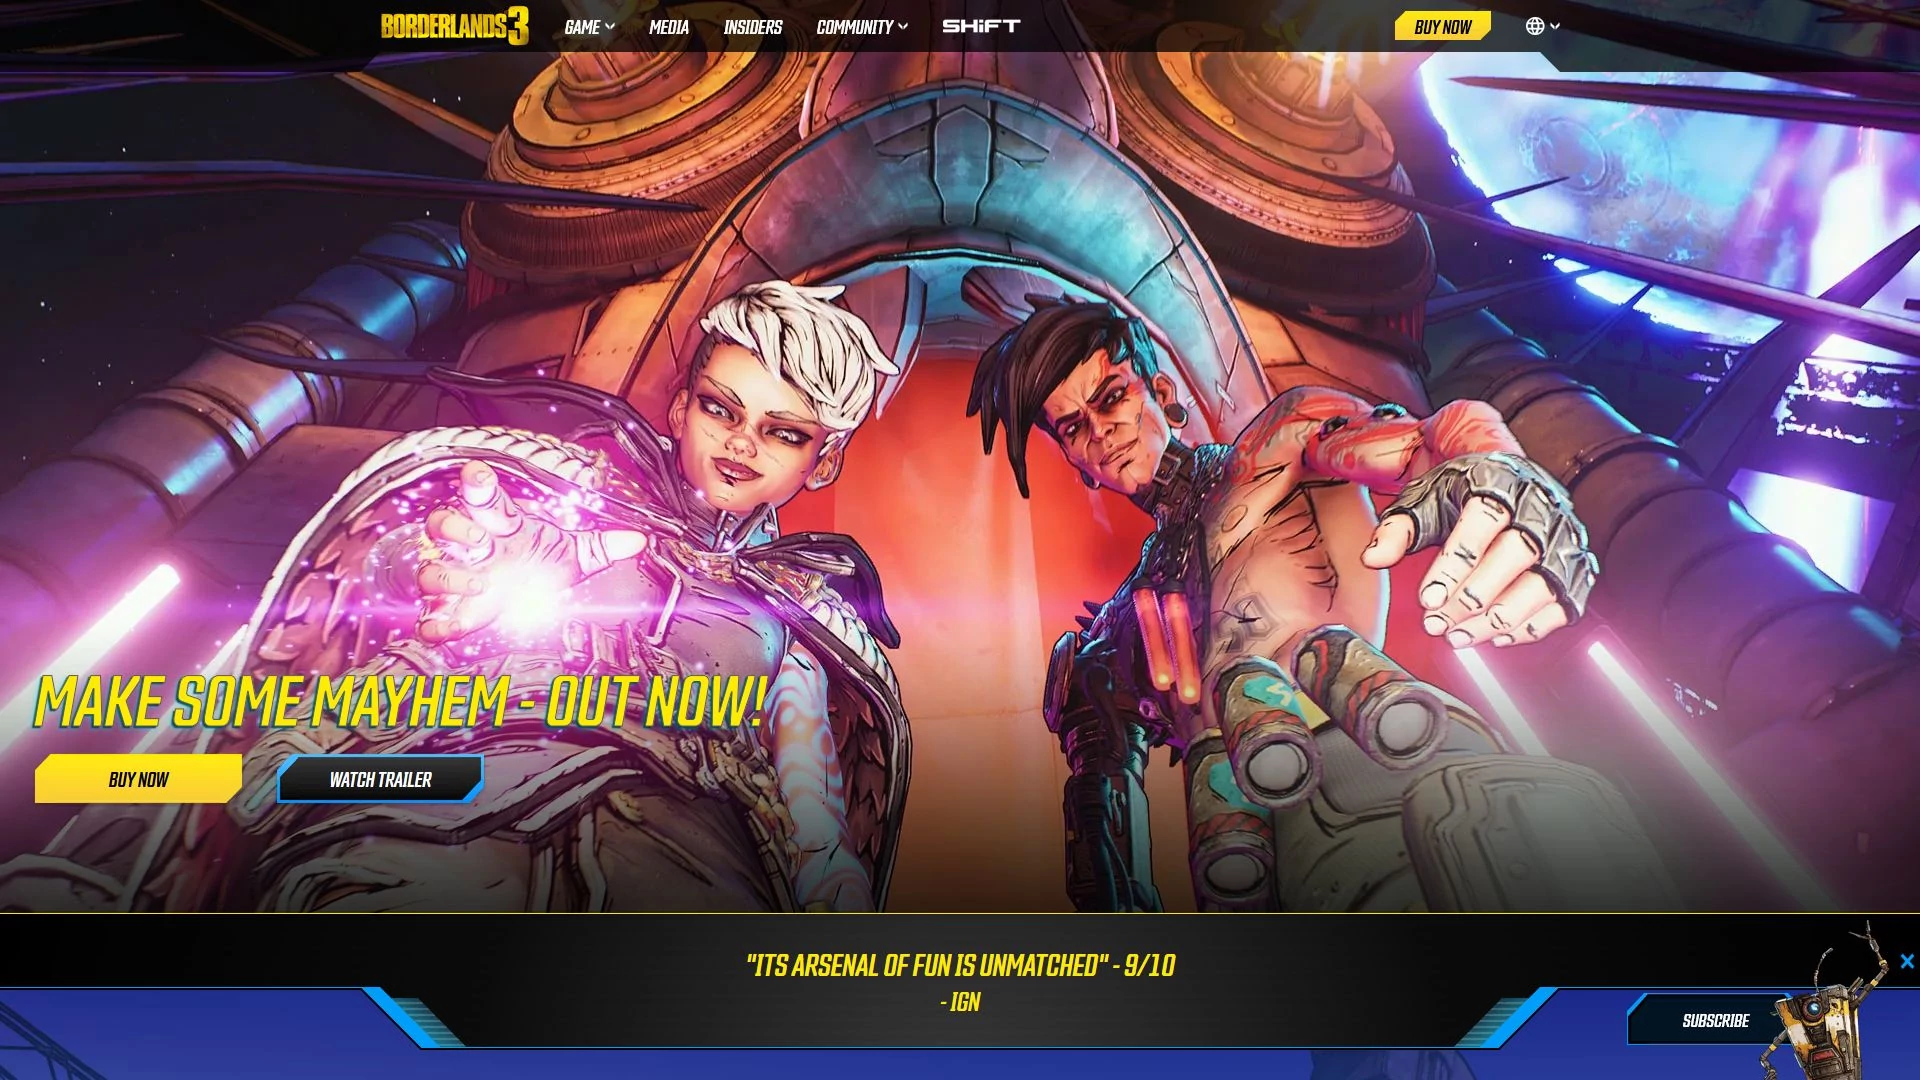 BORDERLANDS 3
GAME
MEDIA
INSIDERS
COMMUNITY
SHiFT
BUY NOW
MAKE SOME MAYHEM - OUT NOW!
BUY NOW
WATCH TRAILER
"ITS ARSENAL OF FUN IS UNMATCHED" - 9/10
- IGN
SUBSCRIBE